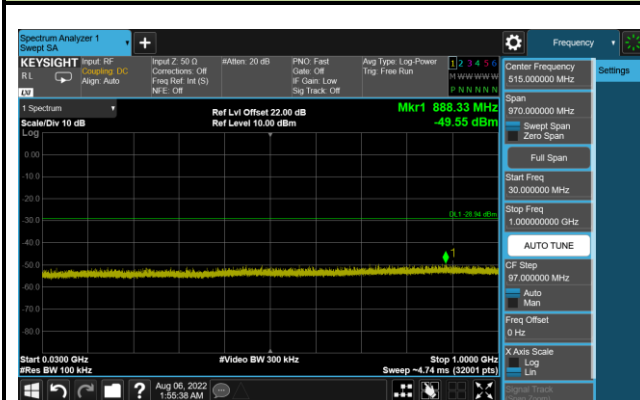 Spectrum Analyzer 1
Swept SA
+
Frequency
KEYSIGHT
RL
LXI
Input: RF
Coupling: DC
Align: Auto
Input Z: 50 Ω
Corrections: Off
Freq Ref: Int (S)
NFE: Off
#Atten: 20 dB
PNO: Fast
Gate: Off
IF Gain: Low
Sig Track: Off
Avg Type: Log-Power
Trig: Free Run
1 2 3 4 5 6
M W W W W W
P N N N N N
Center Frequency
515.000000 MHz
Settings
1 Spectrum
Scale/Div 10 dB
Log
Ref Lvl Offset 22.00 dB
Ref Level 10.00 dBm
Mkr1 888.33 MHz
-49.55 dBm
Span
970.000000 MHz
Swept Span
Zero Span
Full Span
Start Freq
30.000000 MHz
Stop Freq
1.000000000 GHz
AUTO TUNE
CF Step
97.000000 MHz
Auto
Man
Freq Offset
0 Hz
X Axis Scale
Log
Lin
Signal Track
(Span Zoom)
0.00
-10.0
-20.0
-30.0
-40.0
-50.0
-60.0
-70.0
-80.0
DL1 -28.94 dBm
1
Start 0.0300 GHz
#Res BW 100 kHz
#Video BW 300 kHz
Stop 1.0000 GHz
Sweep ~4.74 ms (32001 pts)
?
Aug 06, 2022
1:55:38 AM